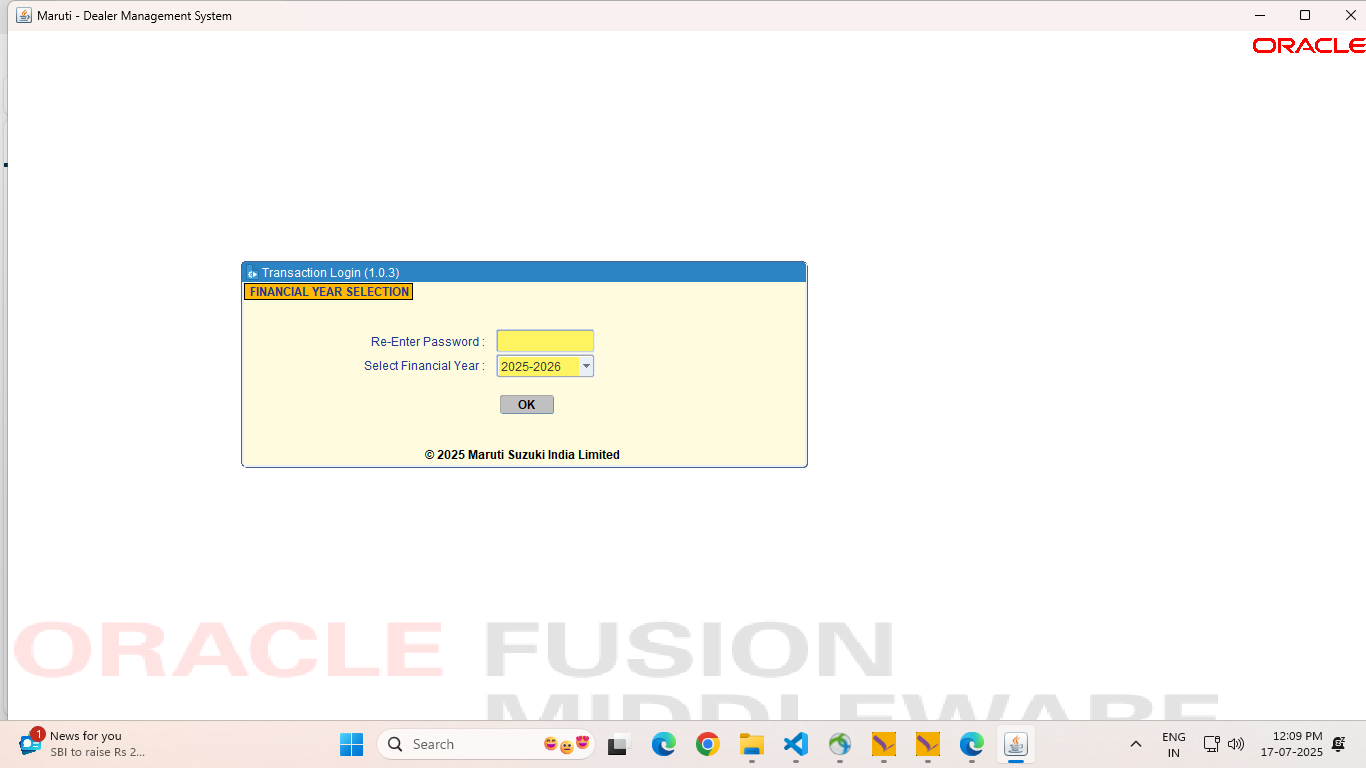 Maruti - Dealer Management System
ORACLE
Transaction Login (1.0.3)
FINANCIAL YEAR SELECTION
Re-Enter Password :
Select Financial Year : 2025-2026
OK
© 2025 Maruti Suzuki India Limited
ORACLE FUSION
MIDDLEWARE
1
News for you
SBI to raise Rs 2...
Search
ENG
IN
12:09 PM
17-07-2025